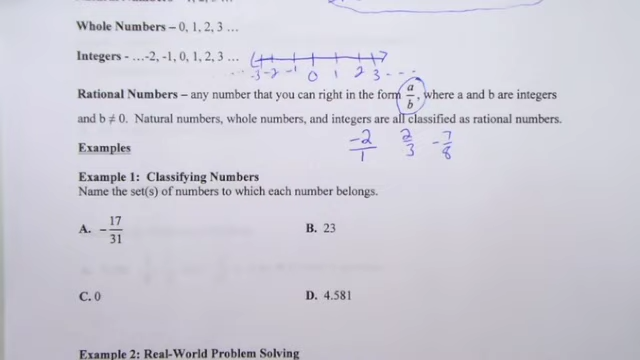 Whole Numbers – 0, 1, 2, 3 …
Integers - …-2, -1, 0, 1, 2, 3 …
... -3 -2 -1 0 1 2 3 ...
Rational Numbers – any number that you can right in the form a/b, where a and b are integers
and b ≠ 0. Natural numbers, whole numbers, and integers are all classified as rational numbers.
-2/1 2/3 -7/8
Examples
Example 1: Classifying Numbers
Name the set(s) of numbers to which each number belongs.
A. -17/31 B. 23
C. 0 D. 4.581
Example 2: Real-World Problem Solving